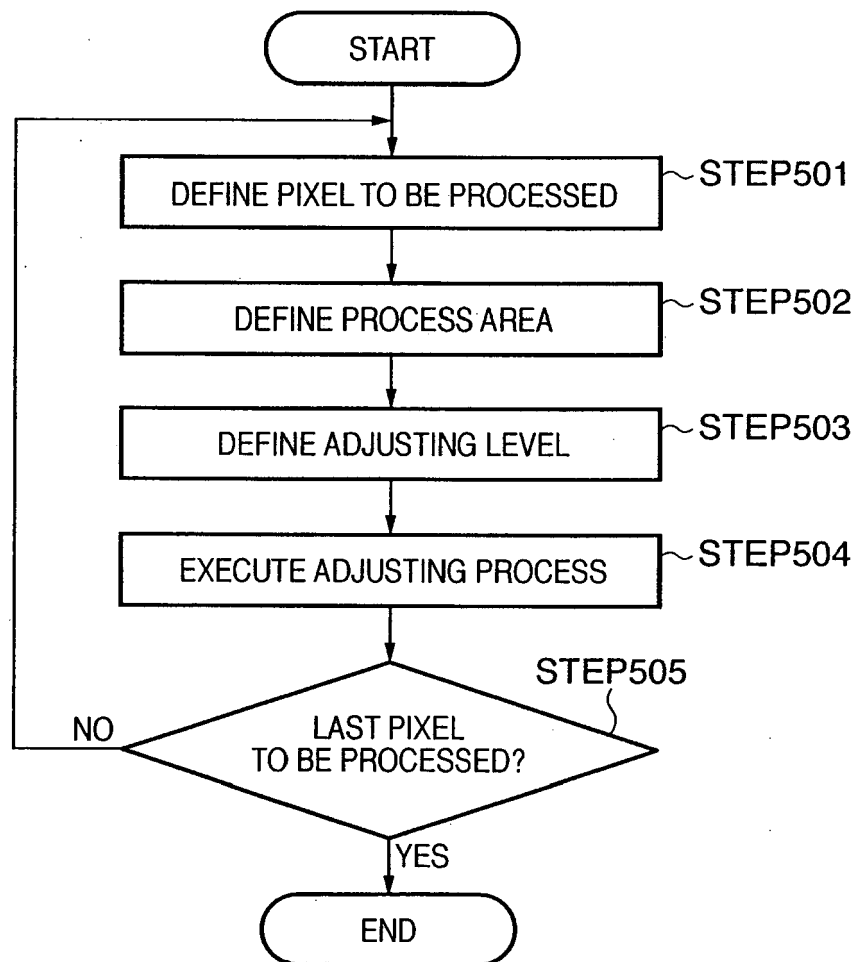 START
DEFINE PIXEL TO BE PROCESSED
STEP501
DEFINE PROCESS AREA
STEP502
DEFINE ADJUSTING LEVEL
STEP503
EXECUTE ADJUSTING PROCESS
STEP504
STEP505
NO
LAST PIXEL
TO BE PROCESSED?
YES
END